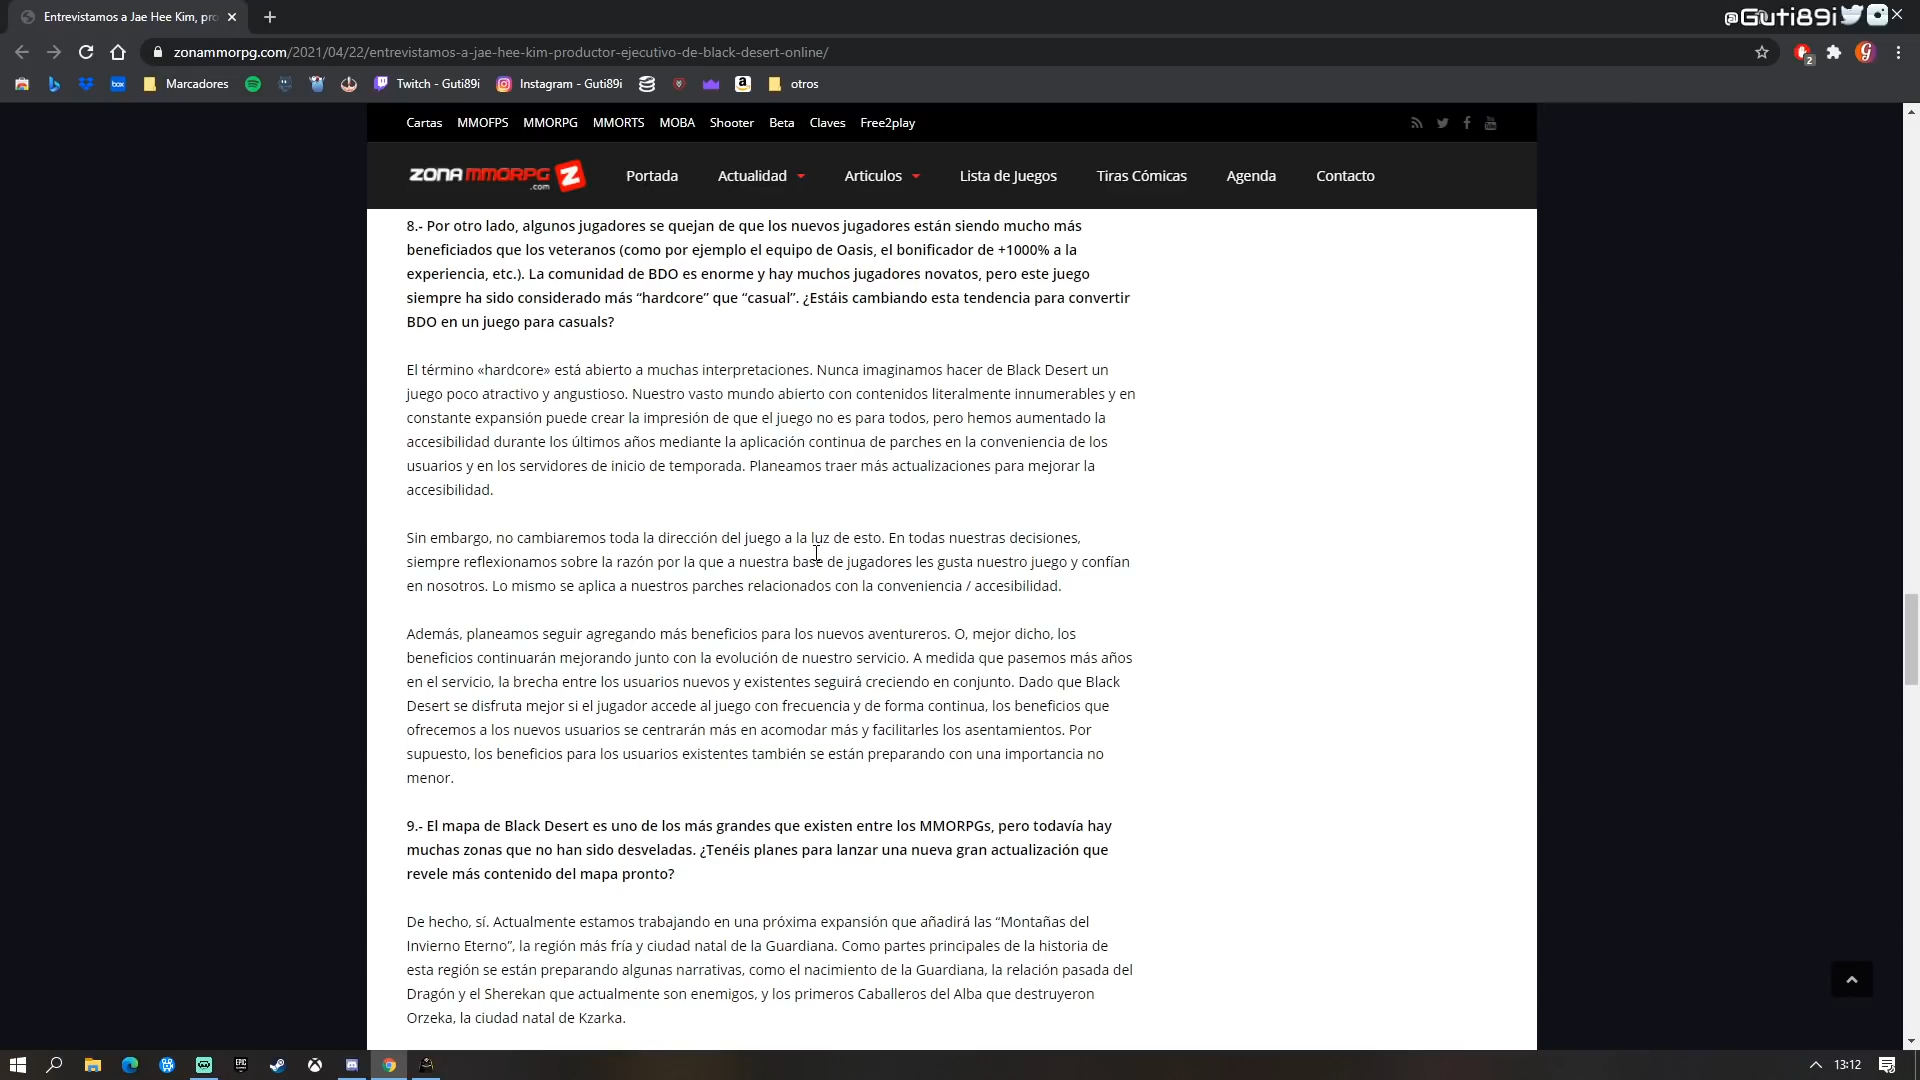 Entrevistamos a Jae Hee Kim, pro
@Guti89i
zonammorpg.com/2021/04/22/entrevistamos-a-jae-hee-kim-productor-ejecutivo-de-black-desert-online/
2
box
Marcadores
Twitch - Guti89i
Instagram - Guti89i
otros
Cartas MMOFPS MMORPG MMORTS MOBA Shooter Beta Claves Free2play
ZONA MMORPG .com Z
Portada Actualidad Articulos Lista de Juegos Tiras Cómicas Agenda Contacto
8.- Por otro lado, algunos jugadores se quejan de que los nuevos jugadores están siendo mucho más
beneficiados que los veteranos (como por ejemplo el equipo de Oasis, el bonificador de +1000% a la
experiencia, etc.). La comunidad de BDO es enorme y hay muchos jugadores novatos, pero este juego
siempre ha sido considerado más “hardcore” que “casual”. ¿Estáis cambiando esta tendencia para convertir
BDO en un juego para casuals?
El término «hardcore» está abierto a muchas interpretaciones. Nunca imaginamos hacer de Black Desert un
juego poco atractivo y angustioso. Nuestro vasto mundo abierto con contenidos literalmente innumerables y en
constante expansión puede crear la impresión de que el juego no es para todos, pero hemos aumentado la
accesibilidad durante los últimos años mediante la aplicación continua de parches en la conveniencia de los
usuarios y en los servidores de inicio de temporada. Planeamos traer más actualizaciones para mejorar la
accesibilidad.
Sin embargo, no cambiaremos toda la dirección del juego a la luz de esto. En todas nuestras decisiones,
siempre reflexionamos sobre la razón por la que a nuestra base de jugadores les gusta nuestro juego y confían
en nosotros. Lo mismo se aplica a nuestros parches relacionados con la conveniencia / accesibilidad.
Además, planeamos seguir agregando más beneficios para los nuevos aventureros. O, mejor dicho, los
beneficios continuarán mejorando junto con la evolución de nuestro servicio. A medida que pasemos más años
en el servicio, la brecha entre los usuarios nuevos y existentes seguirá creciendo en conjunto. Dado que Black
Desert se disfruta mejor si el jugador accede al juego con frecuencia y de forma continua, los beneficios que
ofrecemos a los nuevos usuarios se centrarán más en acomodar más y facilitarles los asentamientos. Por
supuesto, los beneficios para los usuarios existentes también se están preparando con una importancia no
menor.
9.- El mapa de Black Desert es uno de los más grandes que existen entre los MMORPGs, pero todavía hay
muchas zonas que no han sido desveladas. ¿Tenéis planes para lanzar una nueva gran actualización que
revele más contenido del mapa pronto?
De hecho, sí. Actualmente estamos trabajando en una próxima expansión que añadirá las “Montañas del
Invierno Eterno”, la región más fría y ciudad natal de la Guardiana. Como partes principales de la historia de
esta región se están preparando algunas narrativas, como el nacimiento de la Guardiana, la relación pasada del
Dragón y el Sherekan que actualmente son enemigos, y los primeros Caballeros del Alba que destruyeron
Orzeka, la ciudad natal de Kzarka.
13:12